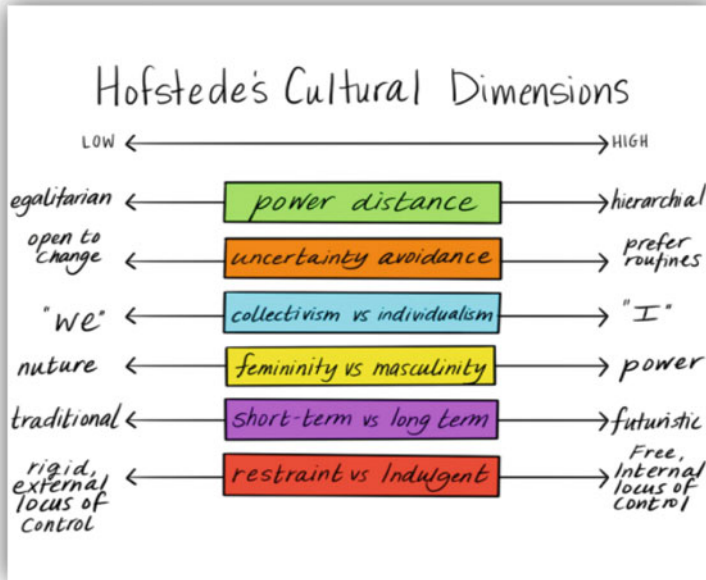 Hofstede's Cultural Dimensions
LOW HIGH
egalitarian power distance hierarchial
open to
change uncertainty avoidance prefer
routines
"we" collectivism vs individualism "I"
nuture femininity vs masculinity power
traditional short-term vs long term futuristic
rigid,
external
locus of
Control
restraint vs Indulgent
Free,
Internal
locus of
Control